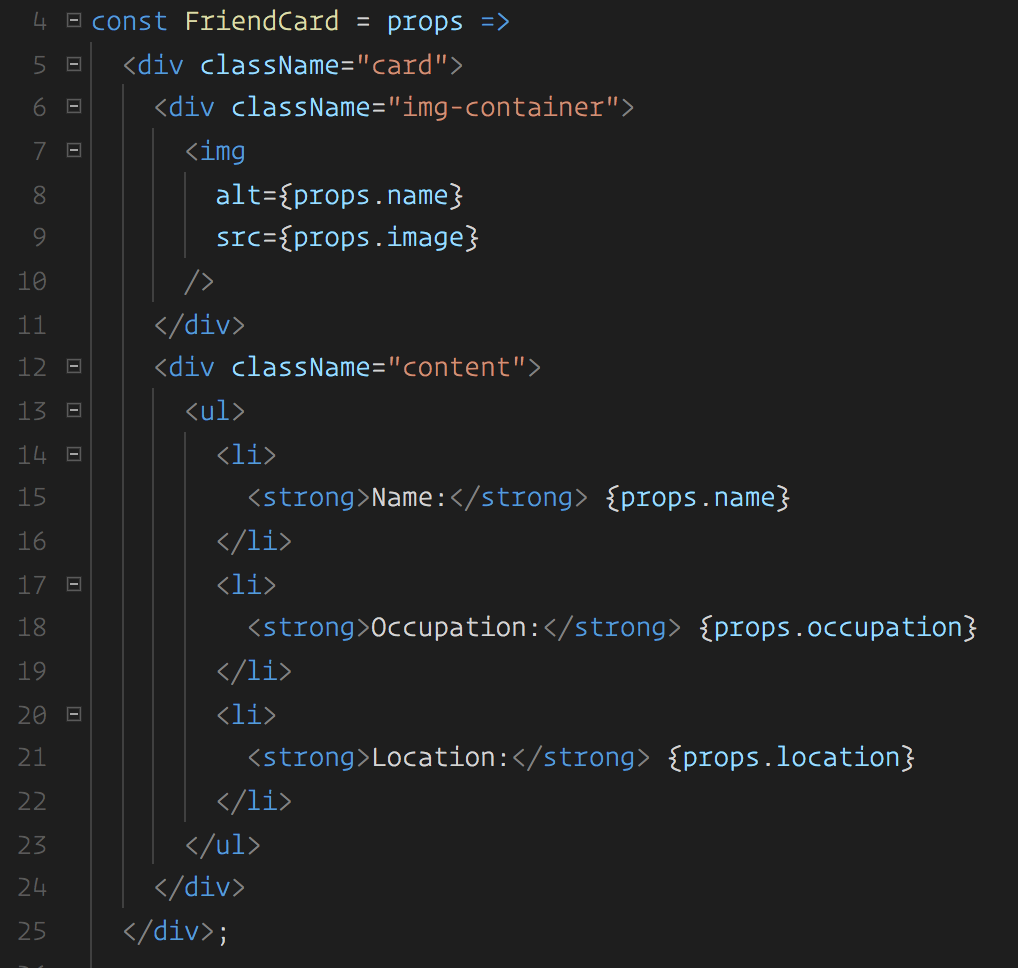 4 const FriendCard = props =>
5 <div className="card">
6 <div className="img-container">
7 <img
8 alt={props.name}
9 src={props.image}
10 />
11 </div>
12 <div className="content">
13 <ul>
14 <li>
15 <strong>Name:</strong> {props.name}
16 </li>
17 <li>
18 <strong>Occupation:</strong> {props.occupation}
19 </li>
20 <li>
21 <strong>Location:</strong> {props.location}
22 </li>
23 </ul>
24 </div>
25 </div>;